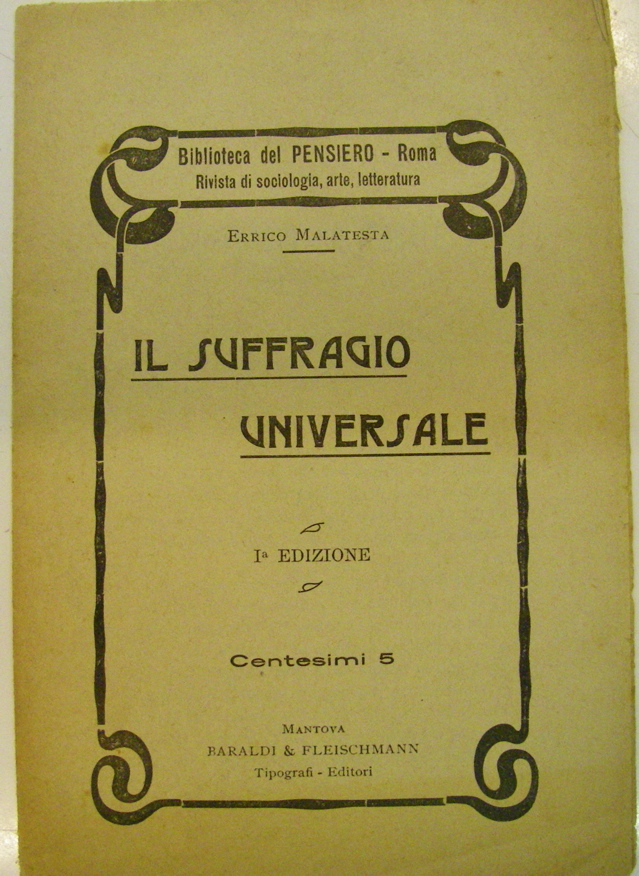 Biblioteca del PENSIERO - Roma
Rivista di sociologia, arte, letteratura
ERRICO MALATESTA
IL SUFFRAGIO
UNIVERSALE
Iª EDIZIONE
Centesimi 5
MANTOVA
BARALDI & FLEISCHMANN
Tipografi - Editori